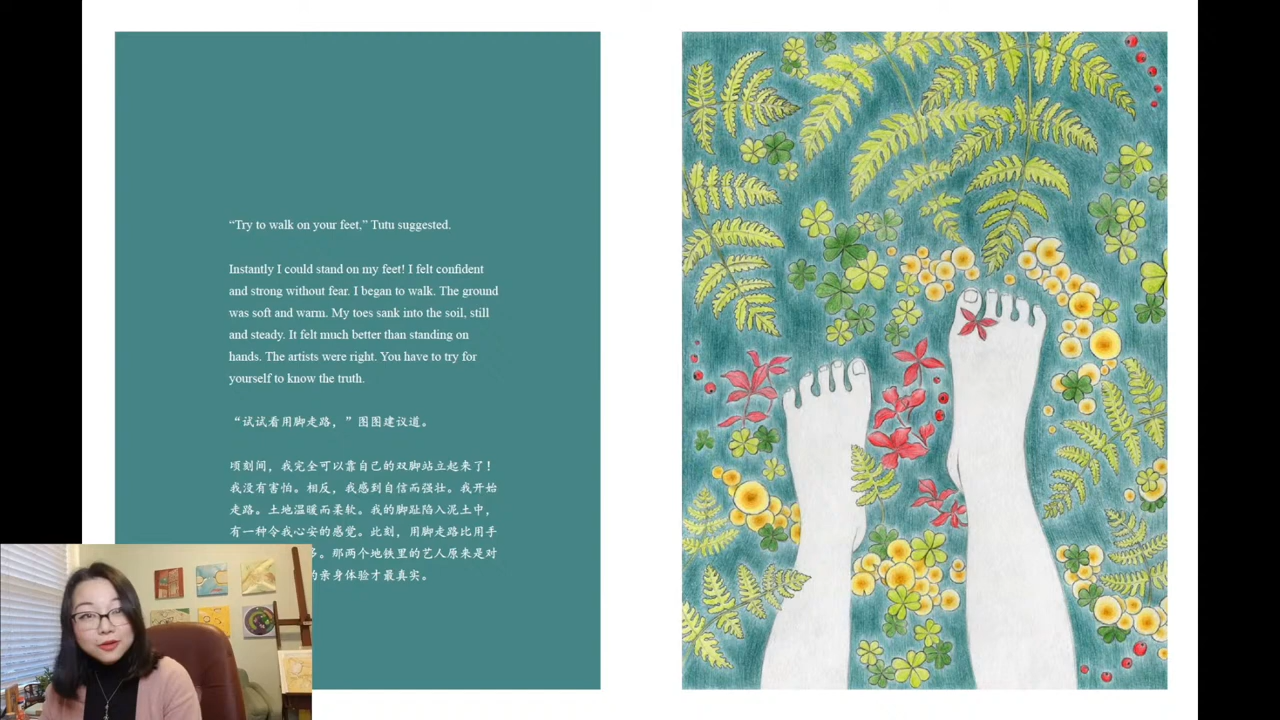 “Try to walk on your feet,” Tutu suggested.
Instantly I could stand on my feet! I felt confident
and strong without fear. I began to walk. The ground
was soft and warm. My toes sank into the soil, still
and steady. It felt much better than standing on
hands. The artists were right. You have to try for
yourself to know the truth.
“试试看用脚走路，”图图建议道。
顷刻间，我完全可以靠自己的双脚站立起来了！
我没有害怕。相反，我感到自信而强壮。我开始
走路。土地温暖而柔软。我的脚趾陷入泥土中，
有一种令我心安的感觉。此刻，用脚走路比用手
。那两个地铁里的艺人原来是对
的亲身体验才最真实。